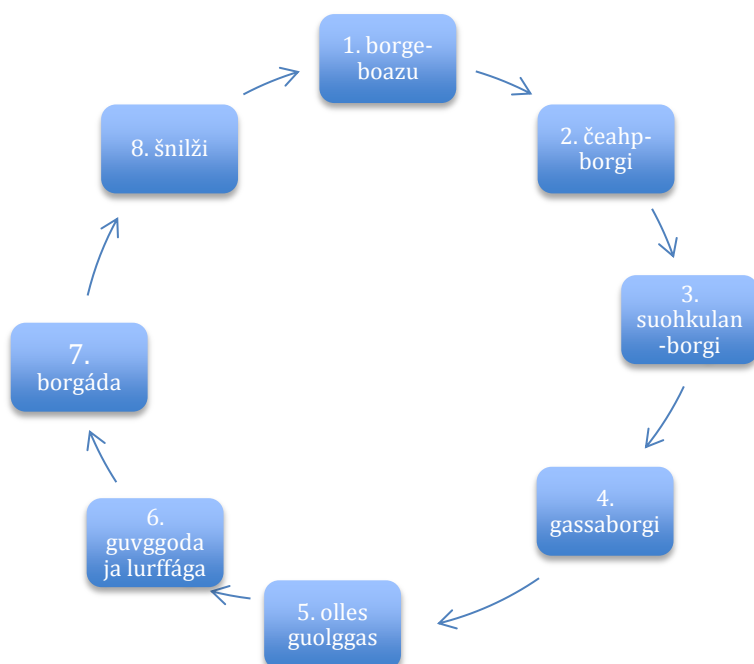 1. borge-
boazu
2. čeahp-
borgi
3.
suohkulan
-borgi
4.
gassaborgi
5. olles
guolggas
6.
guvggoda
ja lurffága
7.
borgáda
8. šnilži